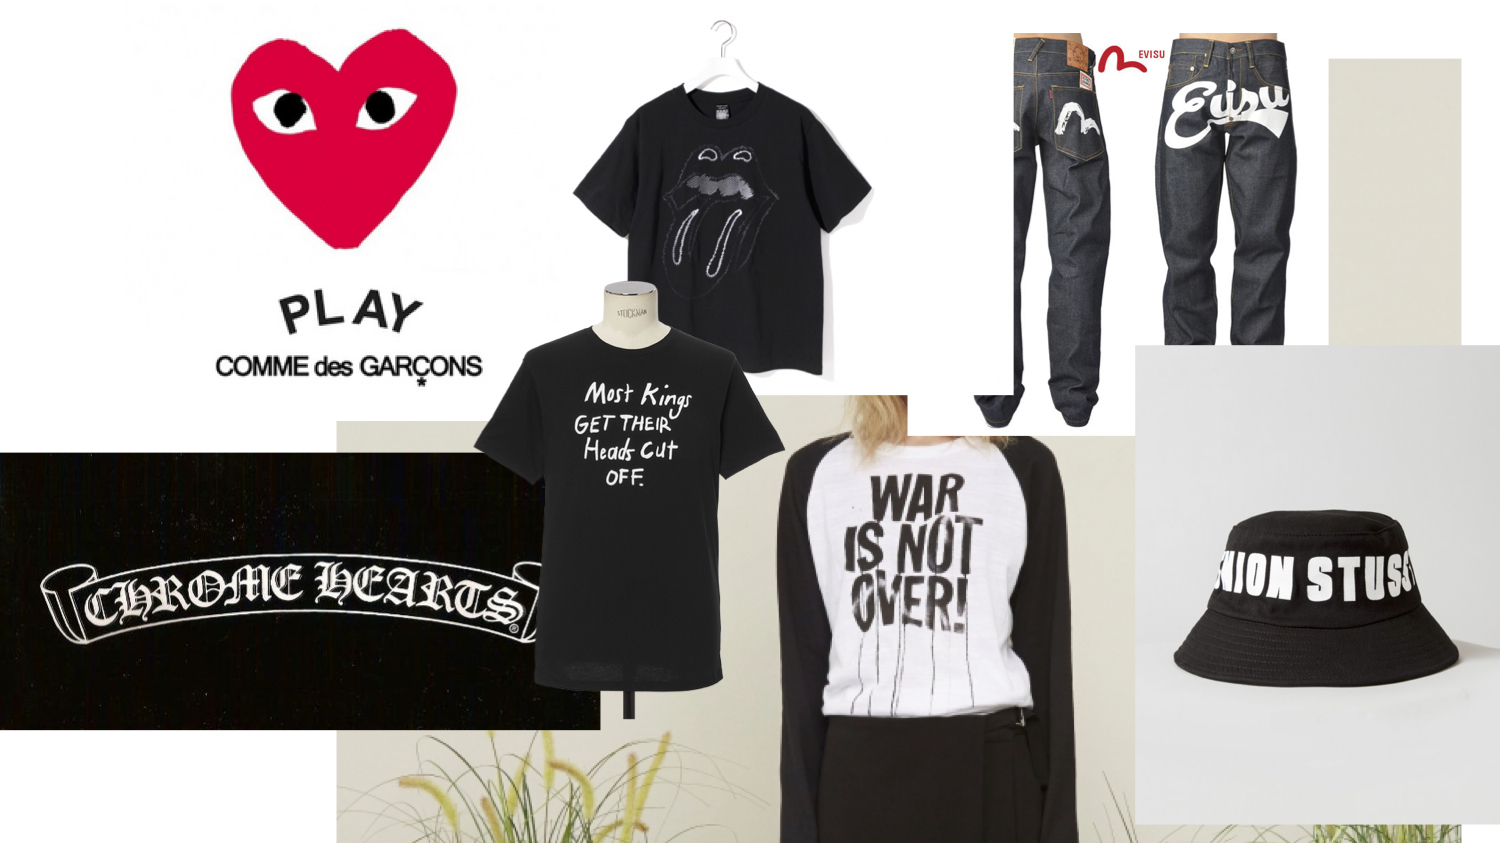 PLAY
COMME des GARÇONS
EVISU
Evisu
STOCKMAN
Most Kings
GET THEIR
Heads Cut
OFF.
WAR
IS NOT
OVER!
CHROME HEARTS®
NION STUSS